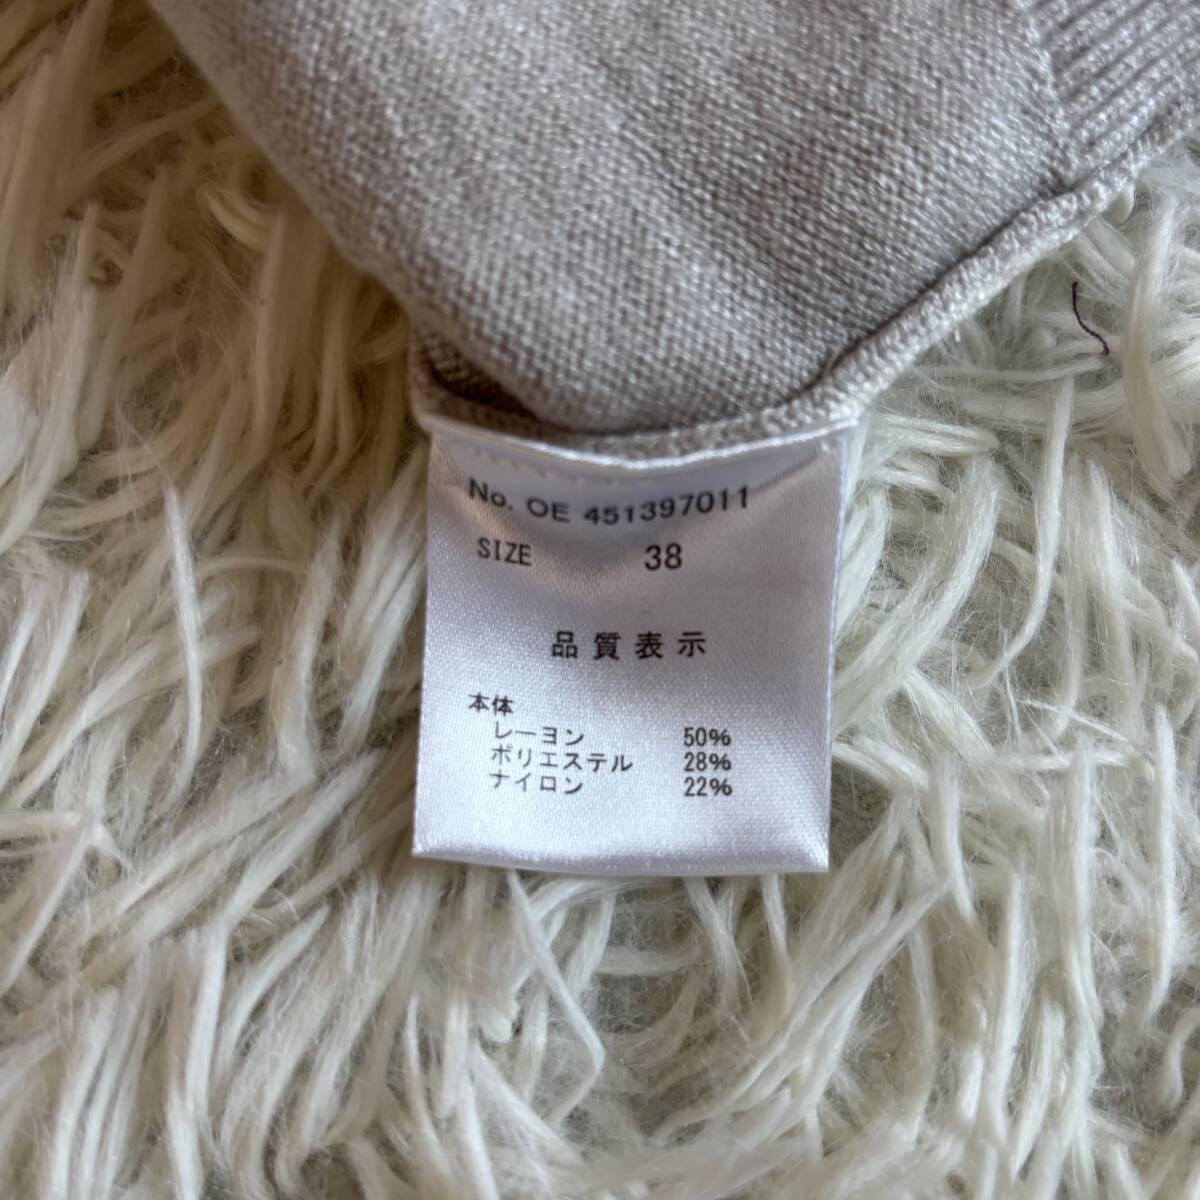 No. OE 451397011
SIZE 38
品質表示
本体
レーヨン 50%
ポリエステル 28%
ナイロン 22%